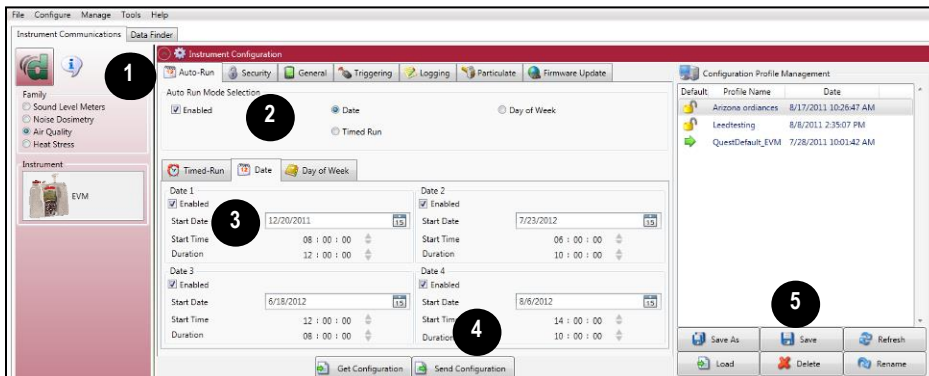 File Configure Manage Tools Help
Instrument Communications Data Finder
1
Family
Sound Level Meters
Noise Dosimetry
Air Quality
Heat Stress
Instrument
EVM
Instrument Configuration
Auto-Run Security General Triggering Logging Particulate Firmware Update
Auto Run Mode Selection
Enabled 2 Date Day of Week
Timed Run
Timed-Run Date Day of Week
Date 1
Enabled
Start Date 12/20/2011 15
3
Start Time 08 : 00 : 00
Duration 12 : 00 : 00
Date 2
Enabled
Start Date 7/23/2012 15
Start Time 06 : 00 : 00
Duration 10 : 00 : 00
Date 3
Enabled
Start Date 6/18/2012 15
Start Time 12 : 00 : 00
Duration 08 : 00 : 00
Date 4
Enabled
Start Date 8/6/2012 15
Start Time 14 : 00 : 00
4
Duration 10 : 00 : 00
Get Configuration Send Configuration
Configuration Profile Management
Default Profile Name Date
Arizona ordiances 8/17/2011 10:26:47 AM
Leedtesting 8/8/2011 2:35:07 PM
QuestDefault_EVM 7/28/2011 10:01:42 AM
5
Save As Save Refresh
Load Delete Rename